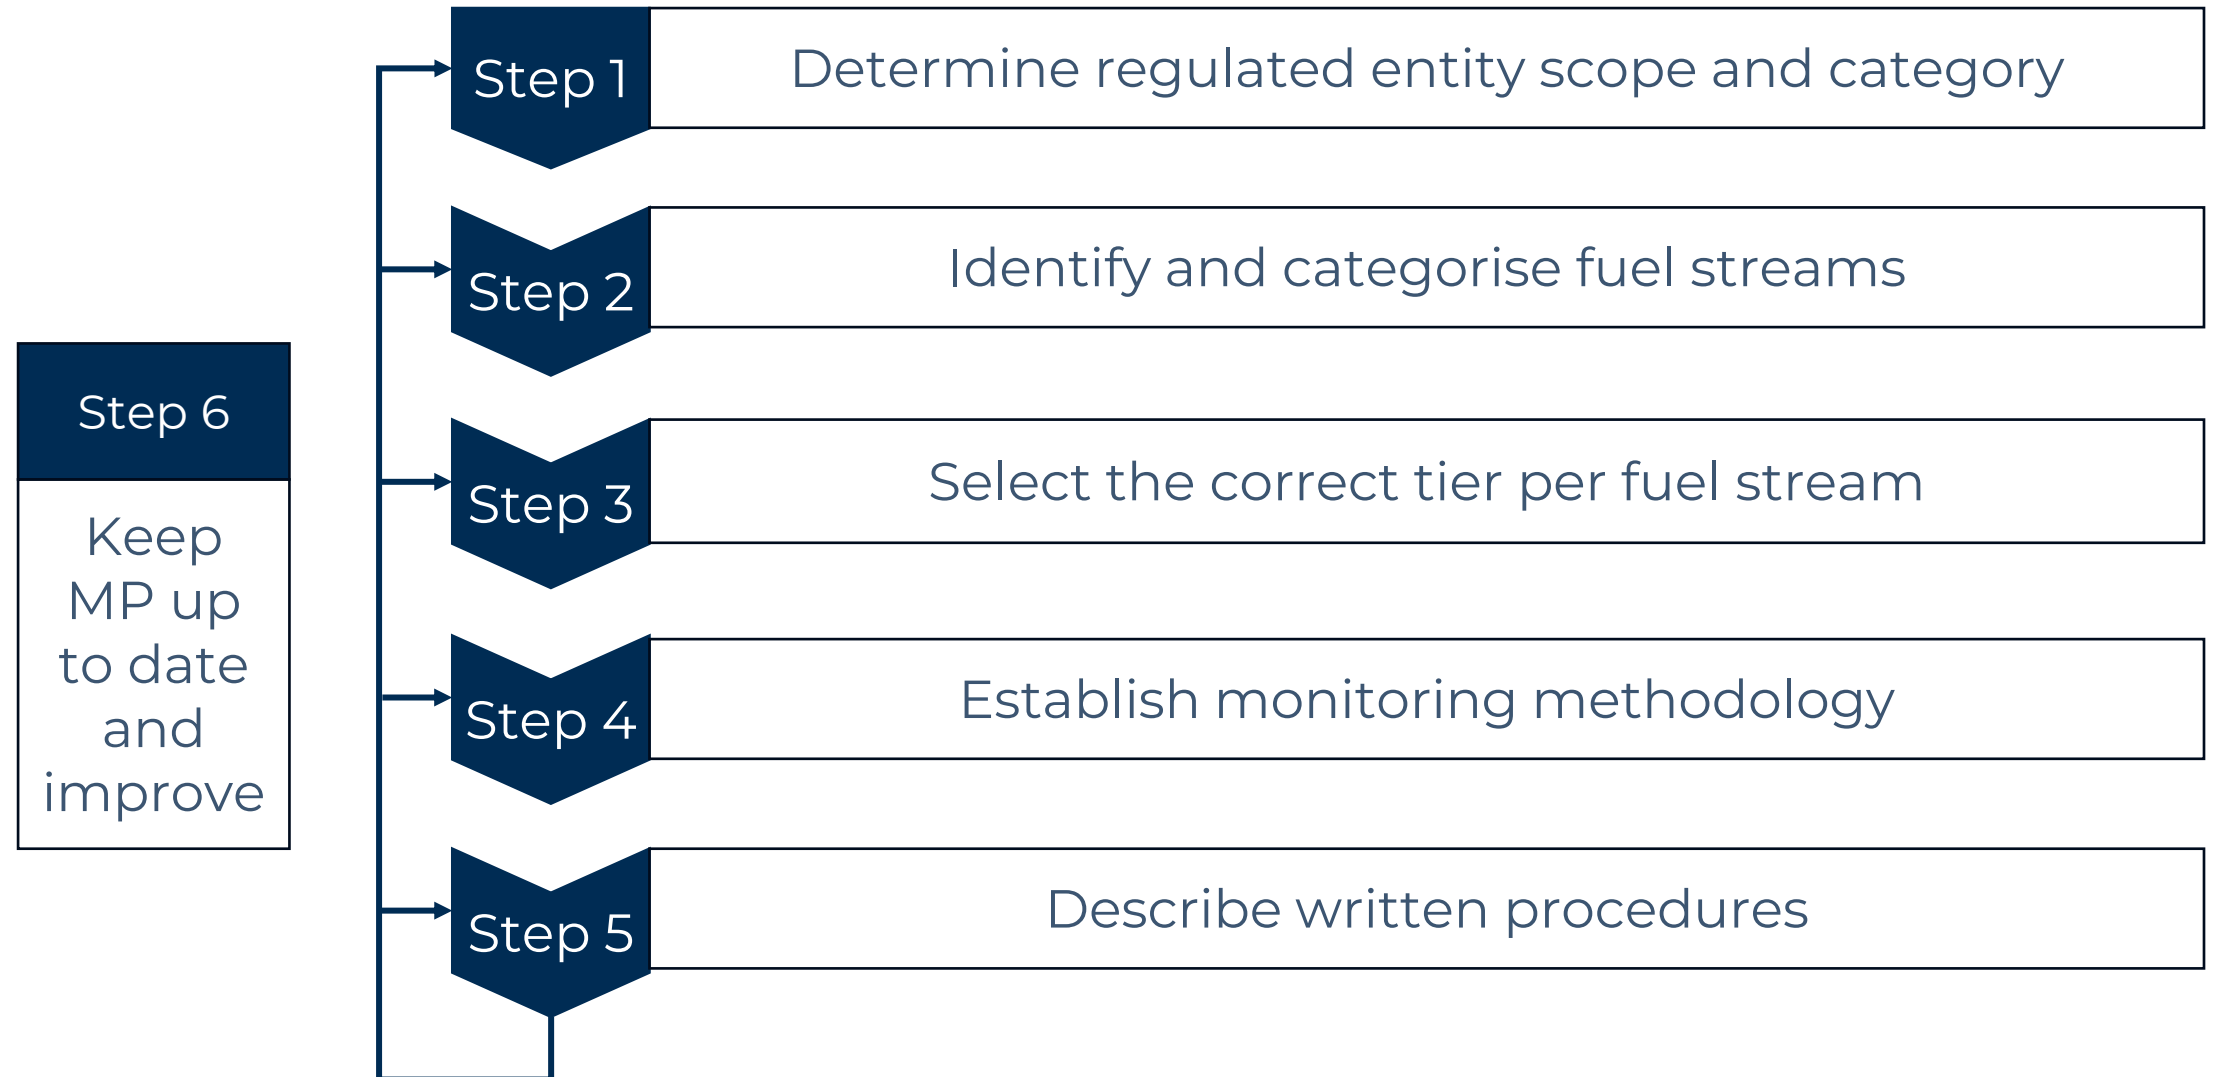 Step 1
Determine regulated entity scope and category
Step 2
Identify and categorise fuel streams
Step 3
Select the correct tier per fuel stream
Step 4
Establish monitoring methodology
Step 5
Describe written procedures
Step 6
Keep
MP up
to date
and
improve